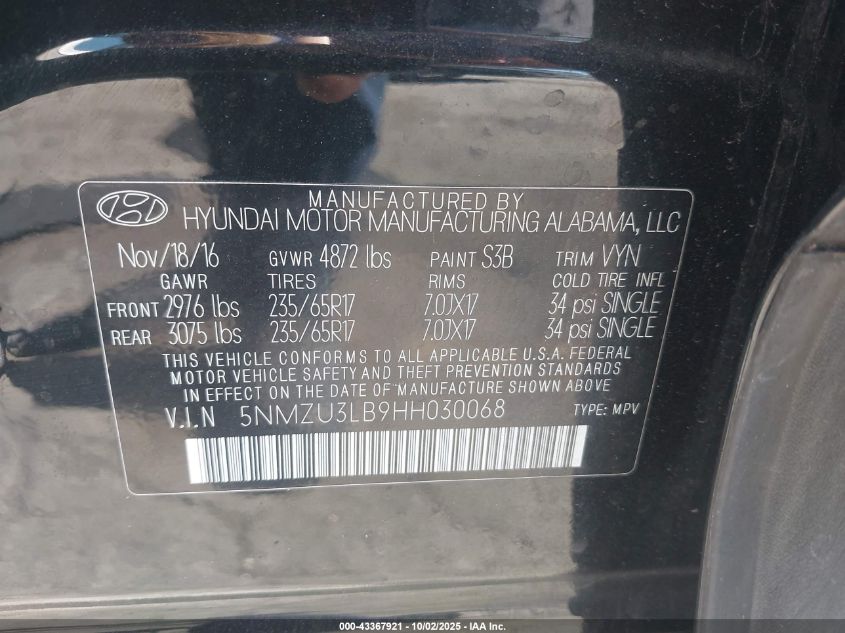 MANUFACTURED BY
HYUNDAI MOTOR MANUFACTURING ALABAMA, LLC
Nov/18/16 GVWR 4872 lbs PAINT S3B TRIM VYN
GAWR TIRES RIMS COLD TIRE INFL
FRONT 2976 lbs 235/65R17 7.0JX17 34 psi SINGLE
REAR 3075 lbs 235/65R17 7.0JX17 34 psi SINGLE
THIS VEHICLE CONFORMS TO ALL APPLICABLE U.S.A. FEDERAL
MOTOR VEHICLE SAFETY AND THEFT PREVENTION STANDARDS
IN EFFECT ON THE DATE OF MANUFACTURE SHOWN ABOVE
V.I.N 5NMZU3LB9HH030068 TYPE: MPV
000-43367921 - 10/02/2025 - IAA Inc.